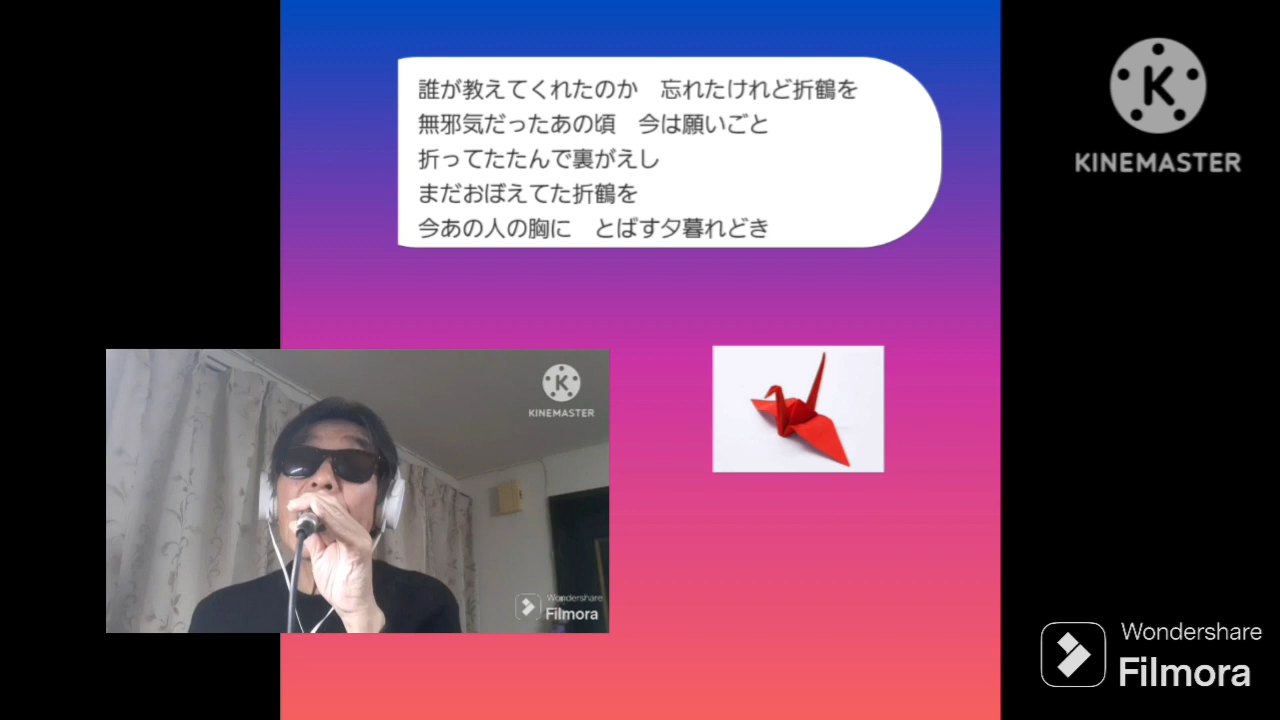 誰が教えてくれたのか　忘れたけれど折鶴を
無邪気だったあの頃　今は願いごと
折ってたたんで裏がえし
まだおぼえてた折鶴を
今あの人の胸に　とばす夕暮れどき
KINEMASTER
KINEMASTER
Wondershare
Filmora
Wondershare
Filmora